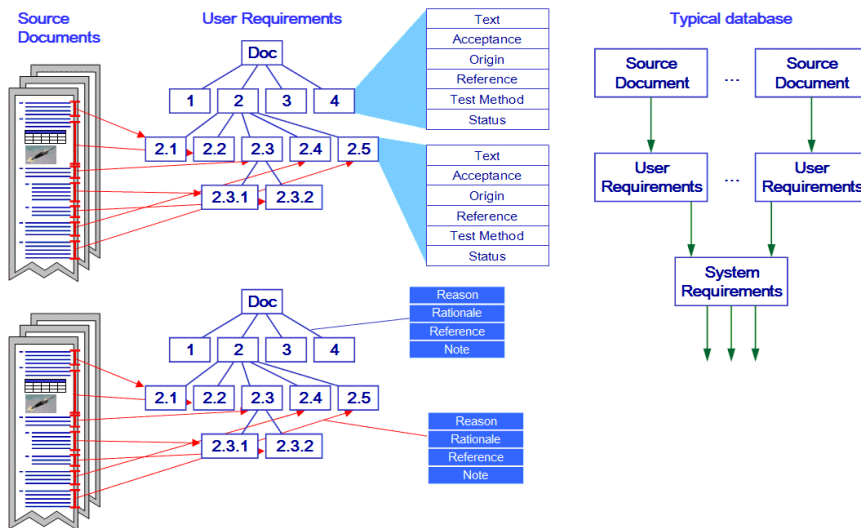 Source
Documents
User Requirements
Typical database
Doc
1
2
3
4
2.1
2.2
2.3
2.4
2.5
2.3.1
2.3.2
Text
Acceptance
Origin
Reference
Test Method
Status
Text
Acceptance
Origin
Reference
Test Method
Status
Source
Document
...
Source
Document
User
Requirements
...
User
Requirements
System
Requirements
Doc
1
2
3
4
2.1
2.2
2.3
2.4
2.5
2.3.1
2.3.2
Reason
Rationale
Reference
Note
Reason
Rationale
Reference
Note